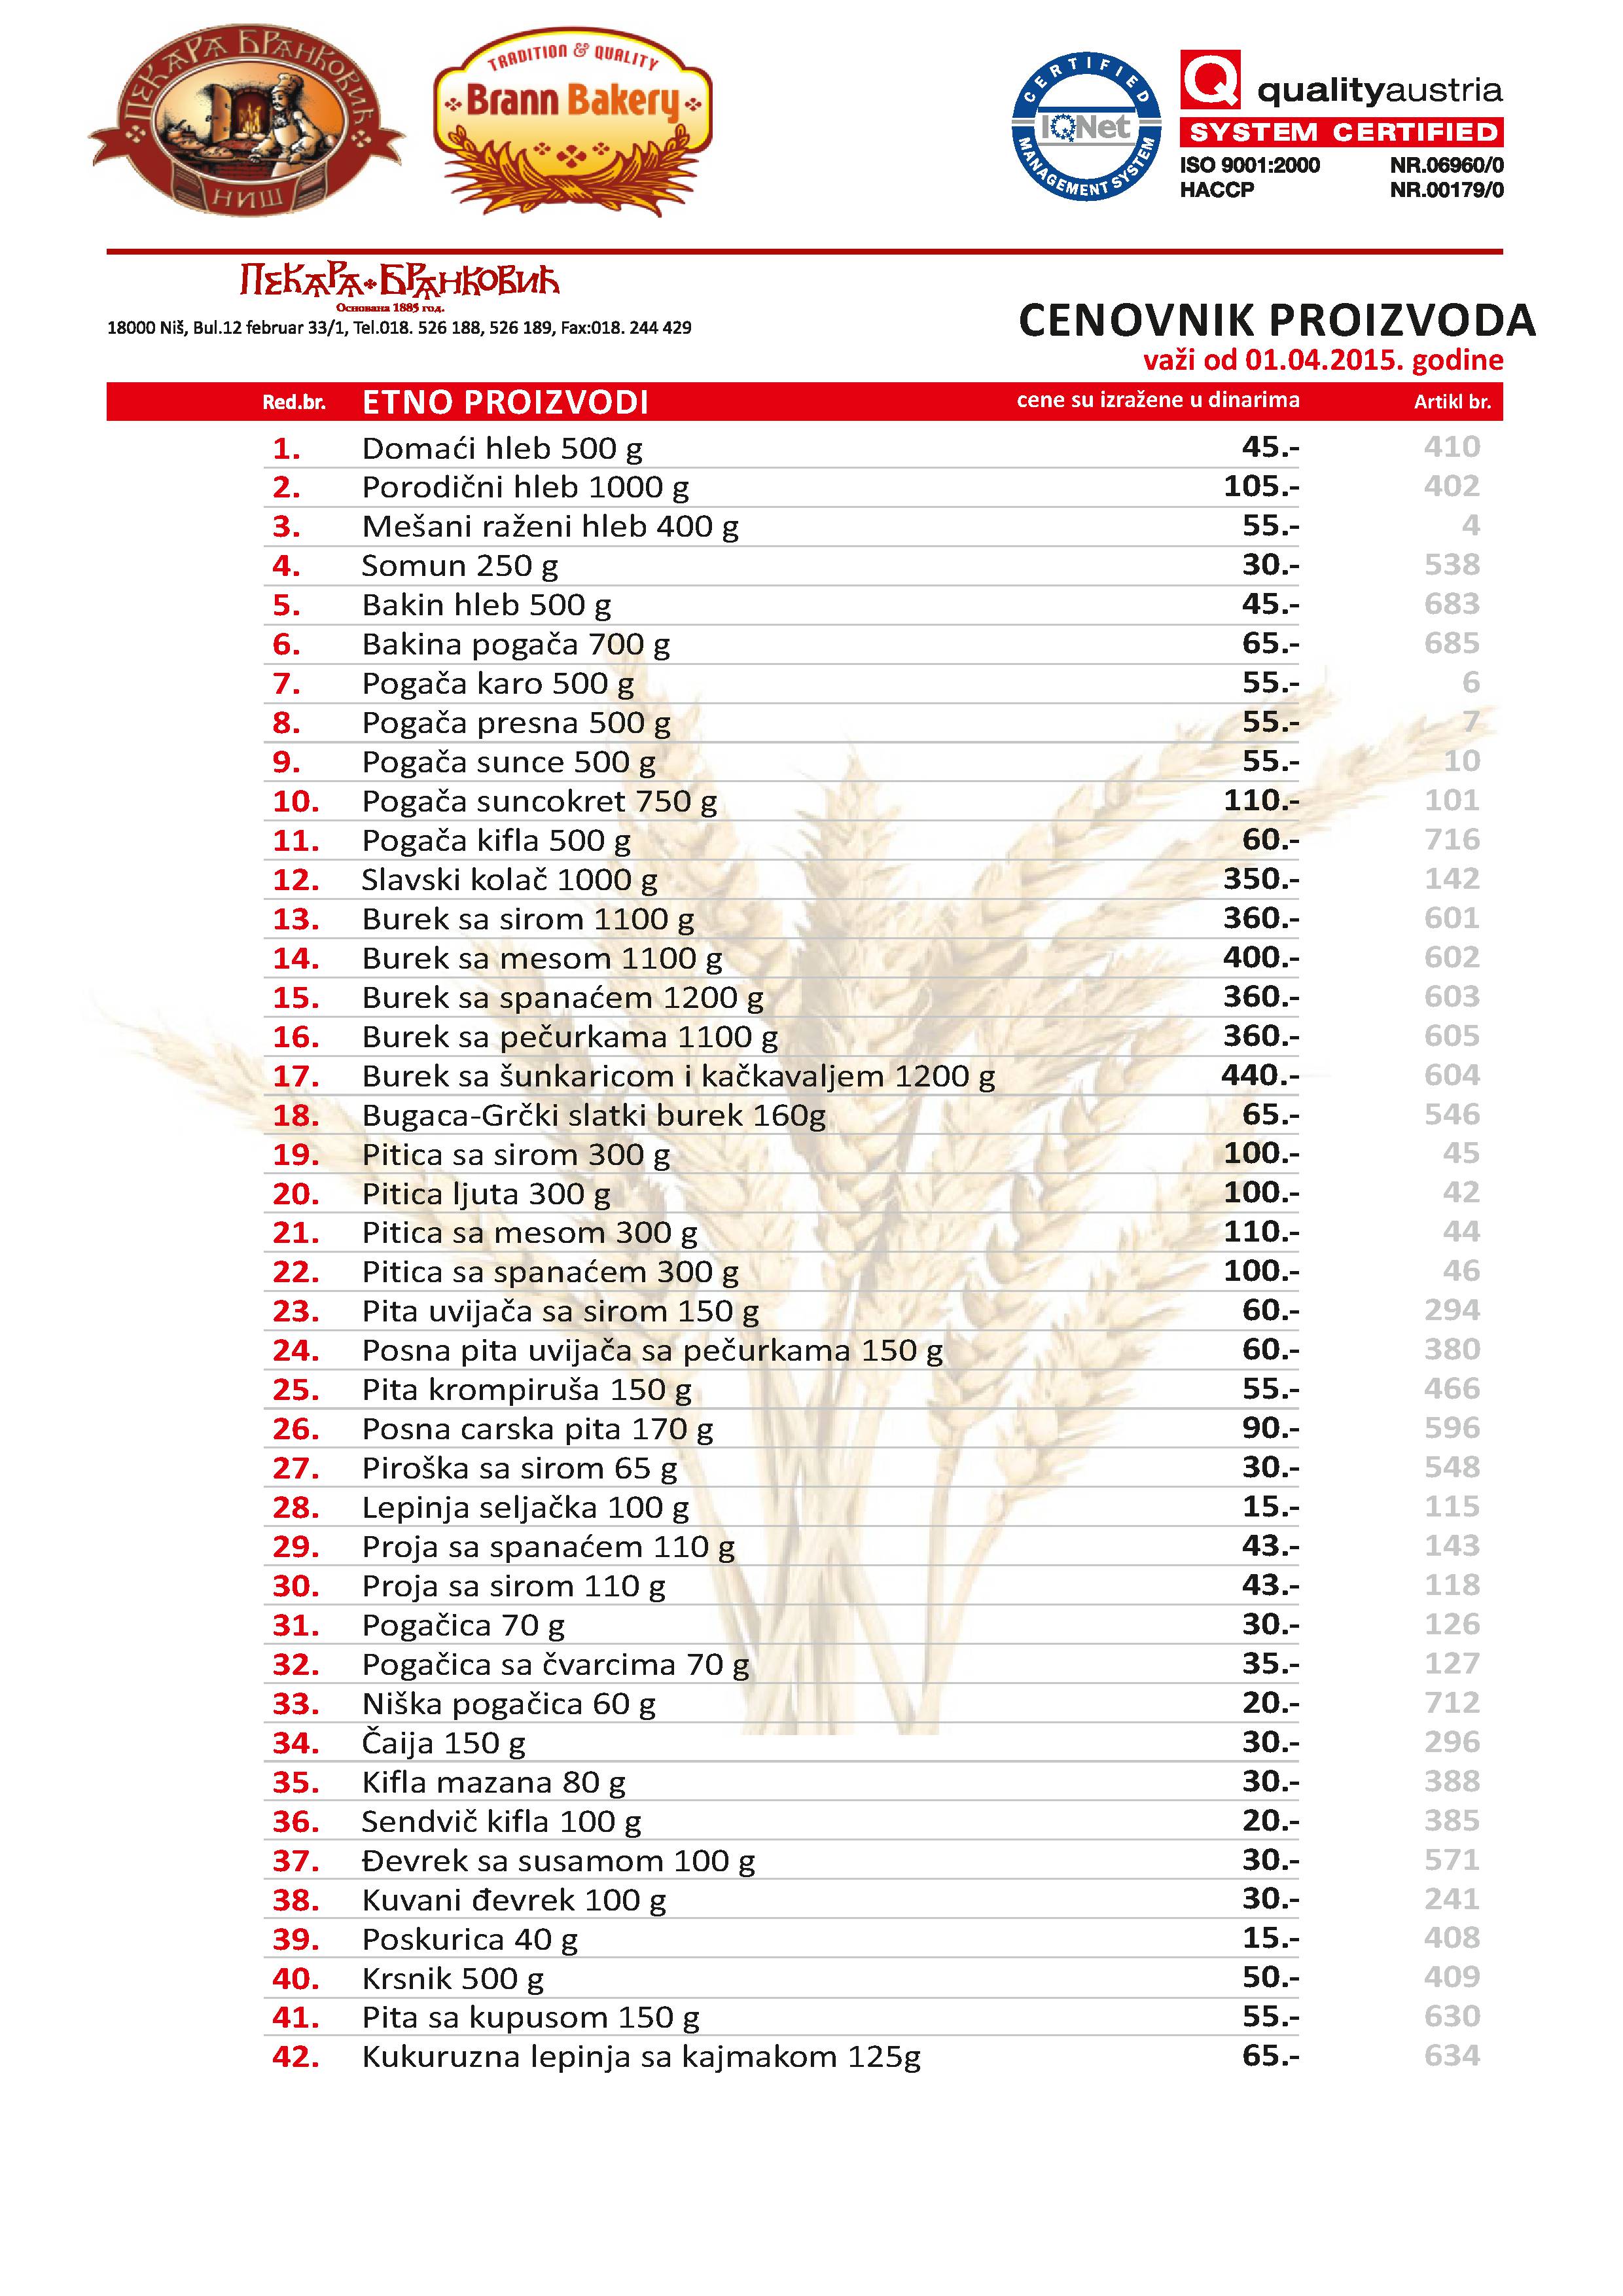 ПЕКАРА БРАНКОВИЋ
НИШ
TRADITION & QUALITY
Brann Bakery
CERTIFIED
IQNet
MANAGEMENT SYSTEM
Q qualityaustria
SYSTEM CERTIFIED
ISO 9001:2000 NR.06960/0
HACCP NR.00179/0
ПЕКАРА БРАНКОВИЋ
Основана 1885 год.
18000 Niš, Bul.12 februar 33/1, Tel.018. 526 188, 526 189, Fax:018. 244 429
CENOVNIK PROIZVODA
važi od 01.04.2015. godine
Red.br. ETNO PROIZVODI cene su izražene u dinarima Artikl br.
1. Domaći hleb 500 g 45.- 410
2. Porodični hleb 1000 g 105.- 402
3. Mešani raženi hleb 400 g 55.- 4
4. Somun 250 g 30.- 538
5. Bakin hleb 500 g 45.- 683
6. Bakina pogača 700 g 65.- 685
7. Pogača karo 500 g 55.- 6
8. Pogača presna 500 g 55.- 7
9. Pogača sunce 500 g 55.- 10
10. Pogača suncokret 750 g 110.- 101
11. Pogača kifla 500 g 60.- 716
12. Slavski kolač 1000 g 350.- 142
13. Burek sa sirom 1100 g 360.- 601
14. Burek sa mesom 1100 g 400.- 602
15. Burek sa spanaćem 1200 g 360.- 603
16. Burek sa pečurkama 1100 g 360.- 605
17. Burek sa šunkaricom i kačkavaljem 1200 g 440.- 604
18. Bugaca-Grčki slatki burek 160g 65.- 546
19. Pitica sa sirom 300 g 100.- 45
20. Pitica ljuta 300 g 100.- 42
21. Pitica sa mesom 300 g 110.- 44
22. Pitica sa spanaćem 300 g 100.- 46
23. Pita uvijača sa sirom 150 g 60.- 294
24. Posna pita uvijača sa pečurkama 150 g 60.- 380
25. Pita krompiruša 150 g 55.- 466
26. Posna carska pita 170 g 90.- 596
27. Piroška sa sirom 65 g 30.- 548
28. Lepinja seljačka 100 g 15.- 115
29. Proja sa spanaćem 110 g 43.- 143
30. Proja sa sirom 110 g 43.- 118
31. Pogačica 70 g 30.- 126
32. Pogačica sa čvarcima 70 g 35.- 127
33. Niška pogačica 60 g 20.- 712
34. Čaija 150 g 30.- 296
35. Kifla mazana 80 g 30.- 388
36. Sendvič kifla 100 g 20.- 385
37. Đevrek sa susamom 100 g 30.- 571
38. Kuvani đevrek 100 g 30.- 241
39. Poskurica 40 g 15.- 408
40. Krsnik 500 g 50.- 409
41. Pita sa kupusom 150 g 55.- 630
42. Kukuruzna lepinja sa kajmakom 125g 65.- 634